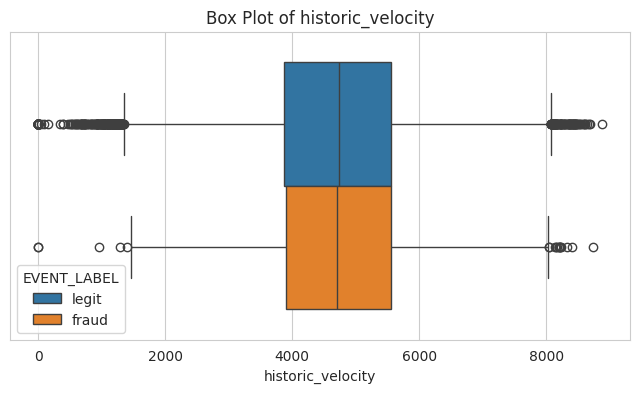 Box Plot of historic_velocity
EVENT_LABEL
legit
fraud
0 2000 4000 6000 8000
historic_velocity